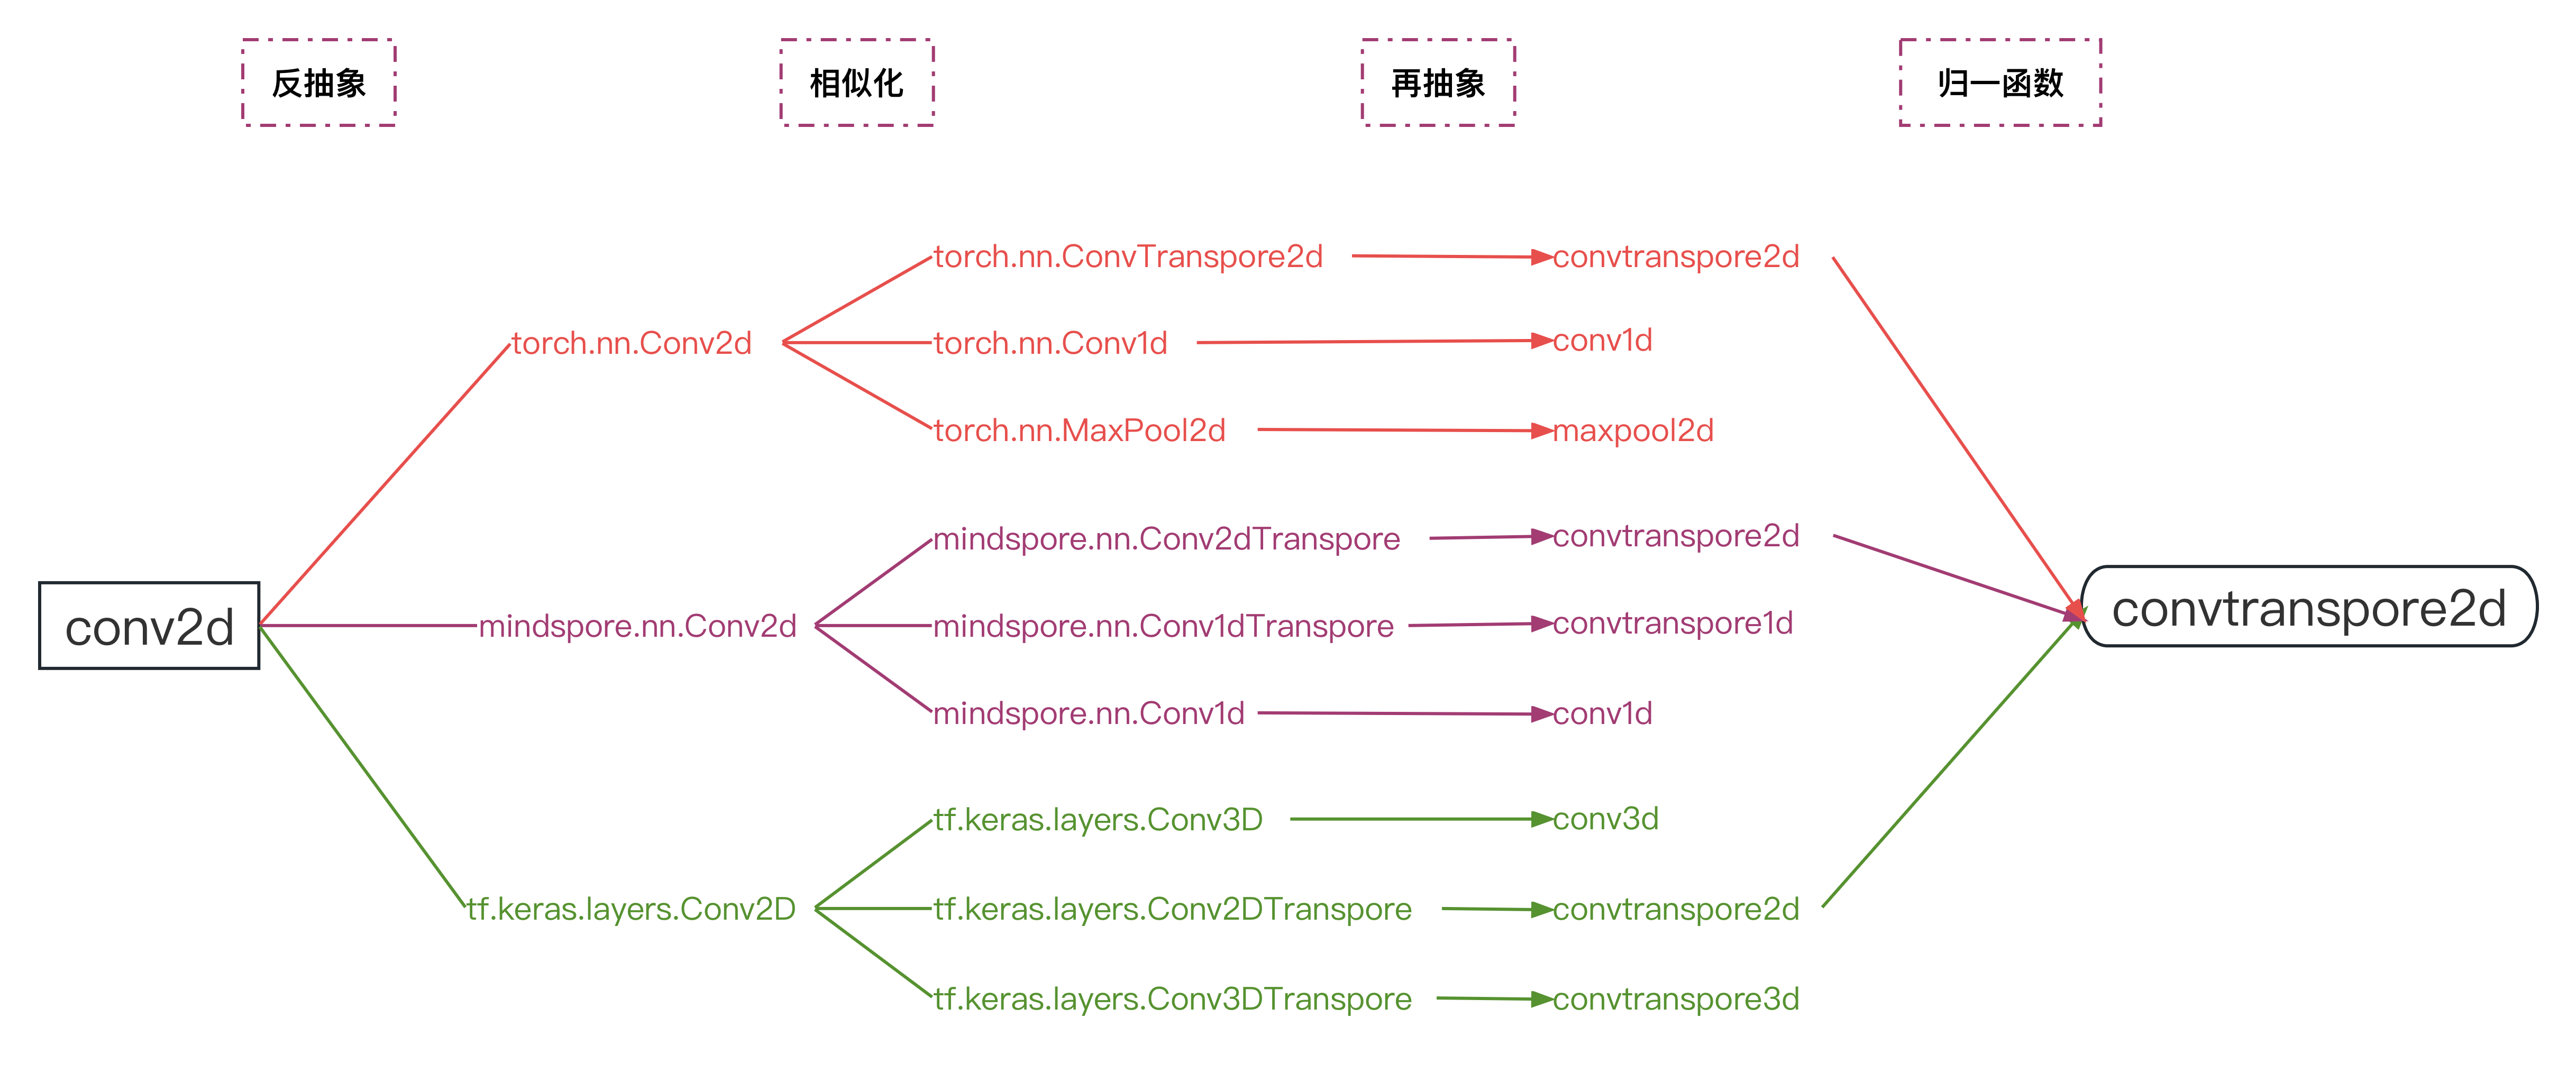 反抽象
相似化
再抽象
归一函数
torch.nn.ConvTranspore2d
convtranspore2d
torch.nn.Conv2d
torch.nn.Conv1d
conv1d
torch.nn.MaxPool2d
maxpool2d
mindspore.nn.Conv2dTranspore
convtranspore2d
conv2d
mindspore.nn.Conv2d
mindspore.nn.Conv1dTranspore
convtranspore1d
convtranspore2d
mindspore.nn.Conv1d
conv1d
tf.keras.layers.Conv3D
conv3d
tf.keras.layers.Conv2D
tf.keras.layers.Conv2DTranspore
convtranspore2d
tf.keras.layers.Conv3DTranspore
convtranspore3d